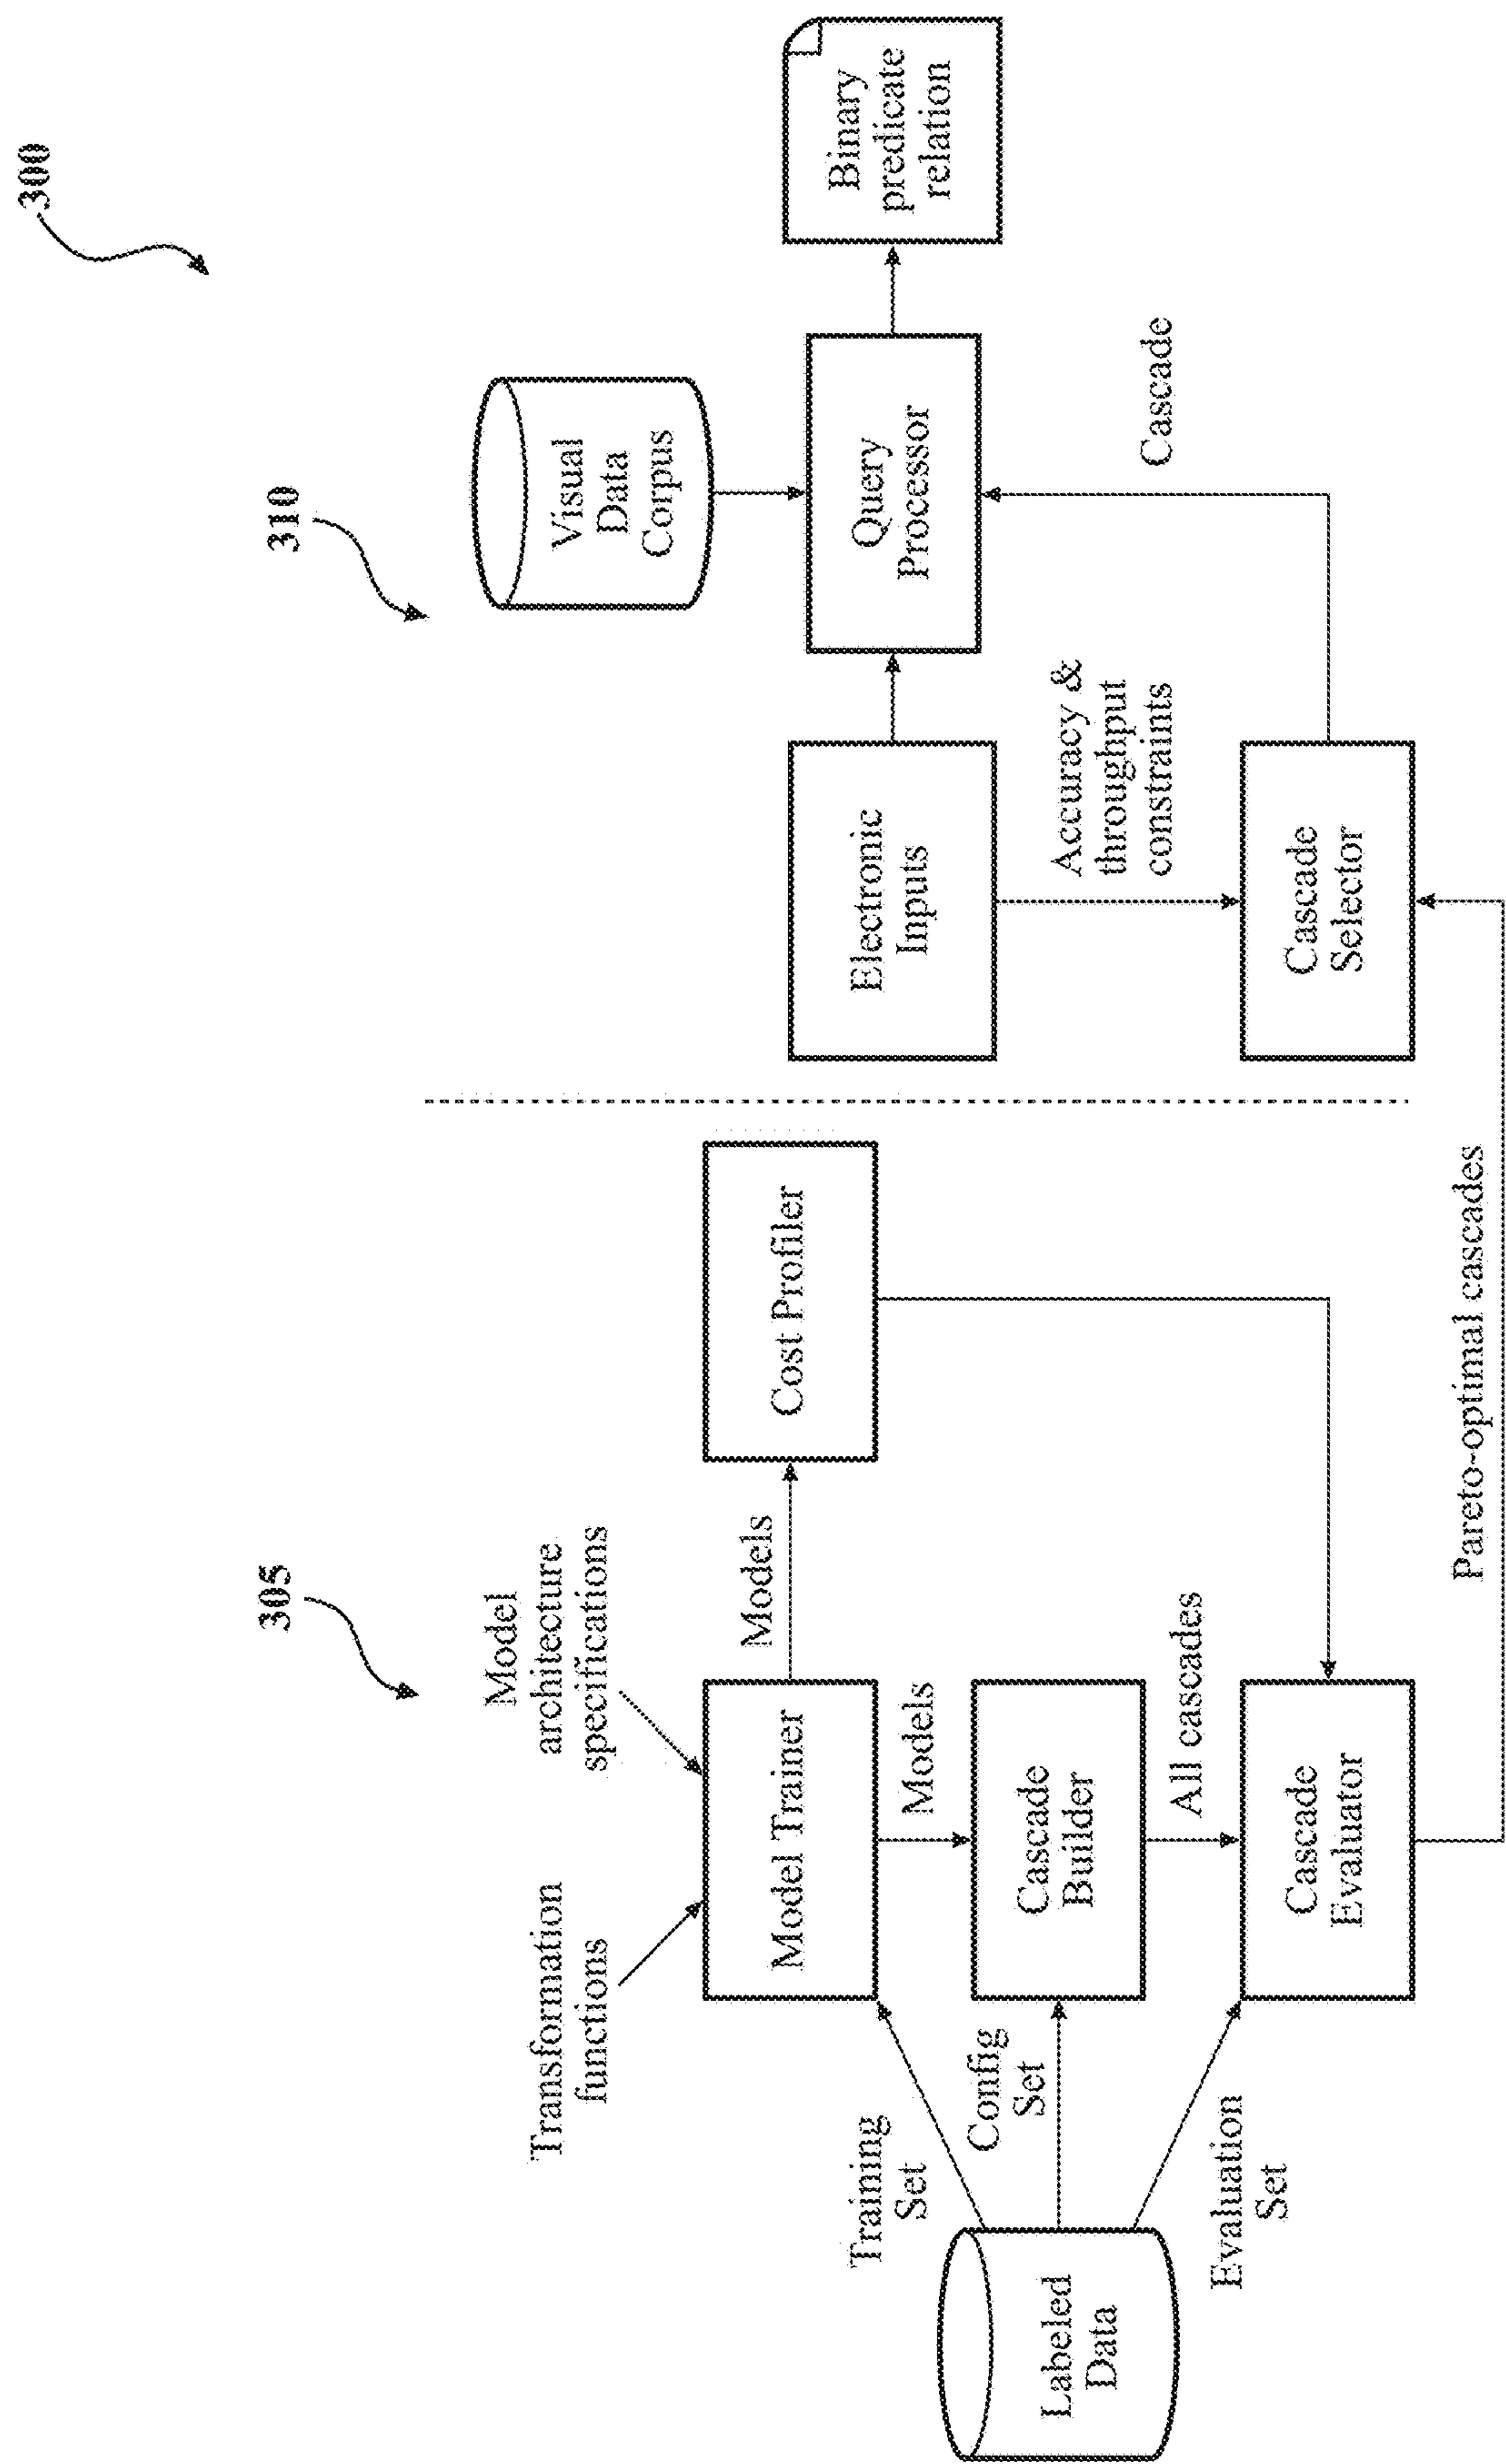 300
305
310
Transformation
functions
Model
architecture
specifications
Training
Set
Model Trainer
Models
Cost Profiler
Labeled
Data
Config
Set
Models
Cascade
Builder
All cascades
Evaluation
Set
Cascade
Evaluator
Pareto-optimal cascades
Visual
Data
Corpus
Electronic
Inputs
Query
Processor
Binary
predicate
relation
Accuracy &
throughput
constraints
Cascade
Selector
Cascade